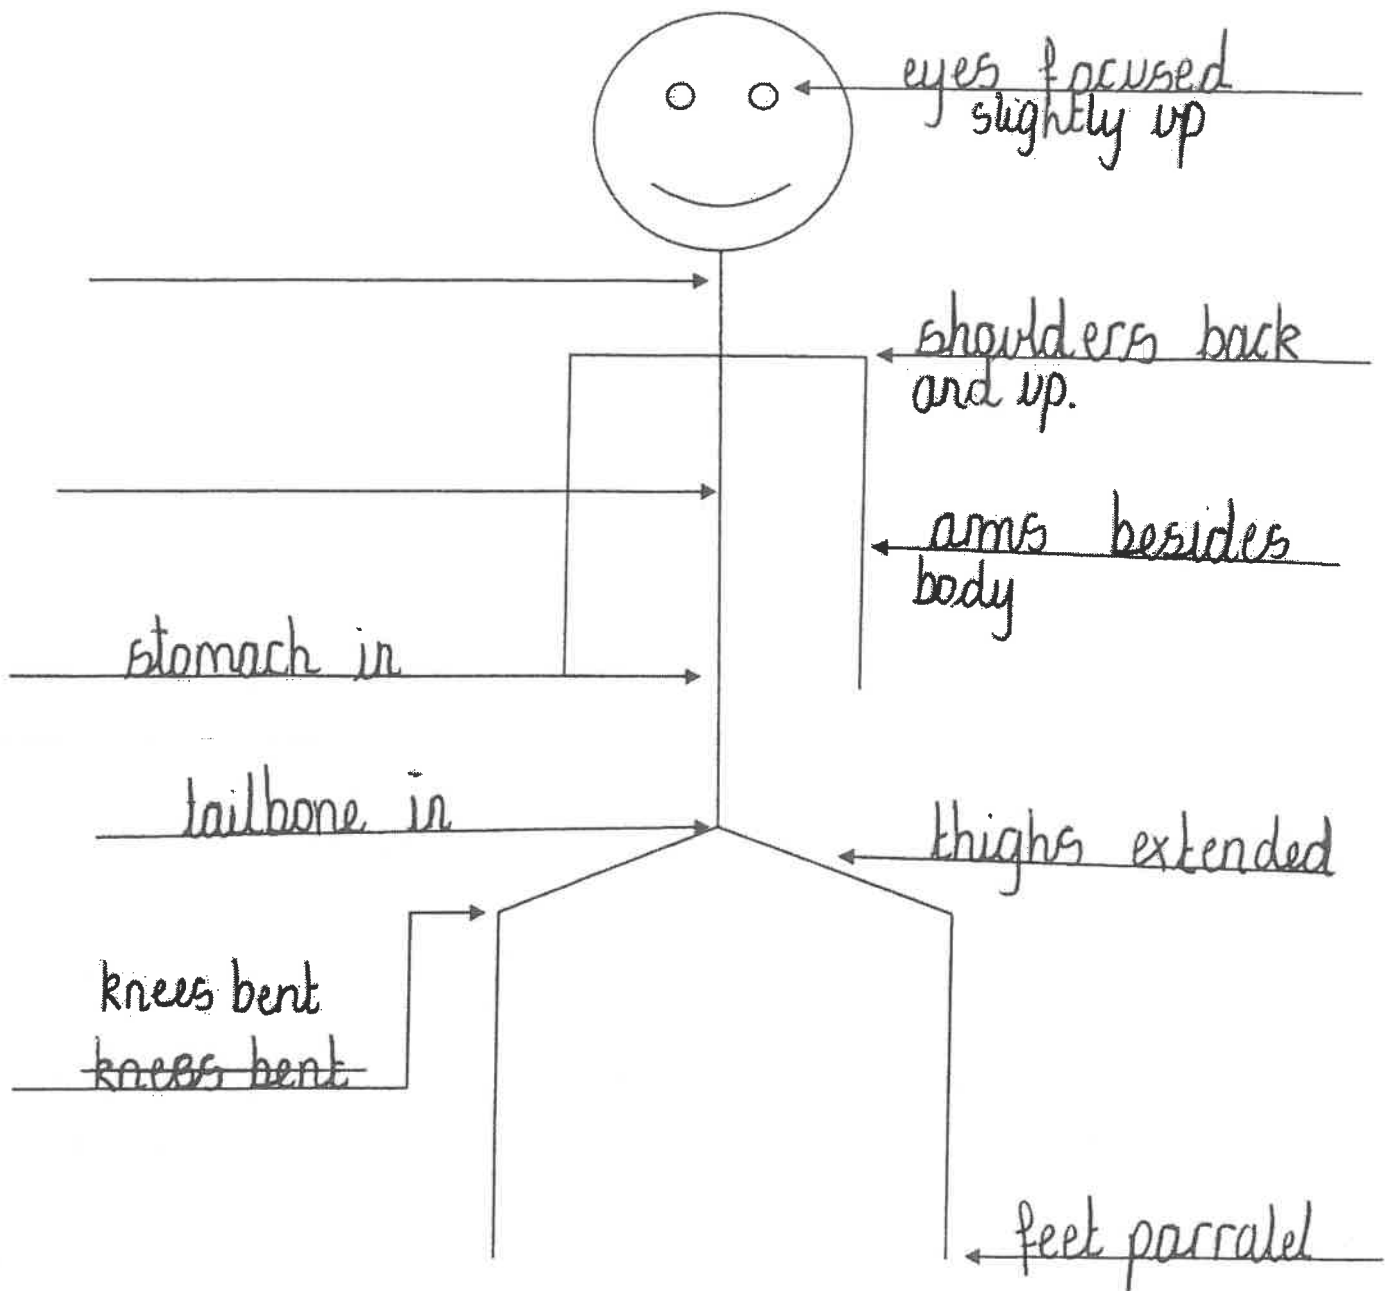 eyes focused
slightly up
shoulders back
and up.
ams besides
body
stomach in
tailbone in
thighs extended
knees bent
knees bent
feet parralel